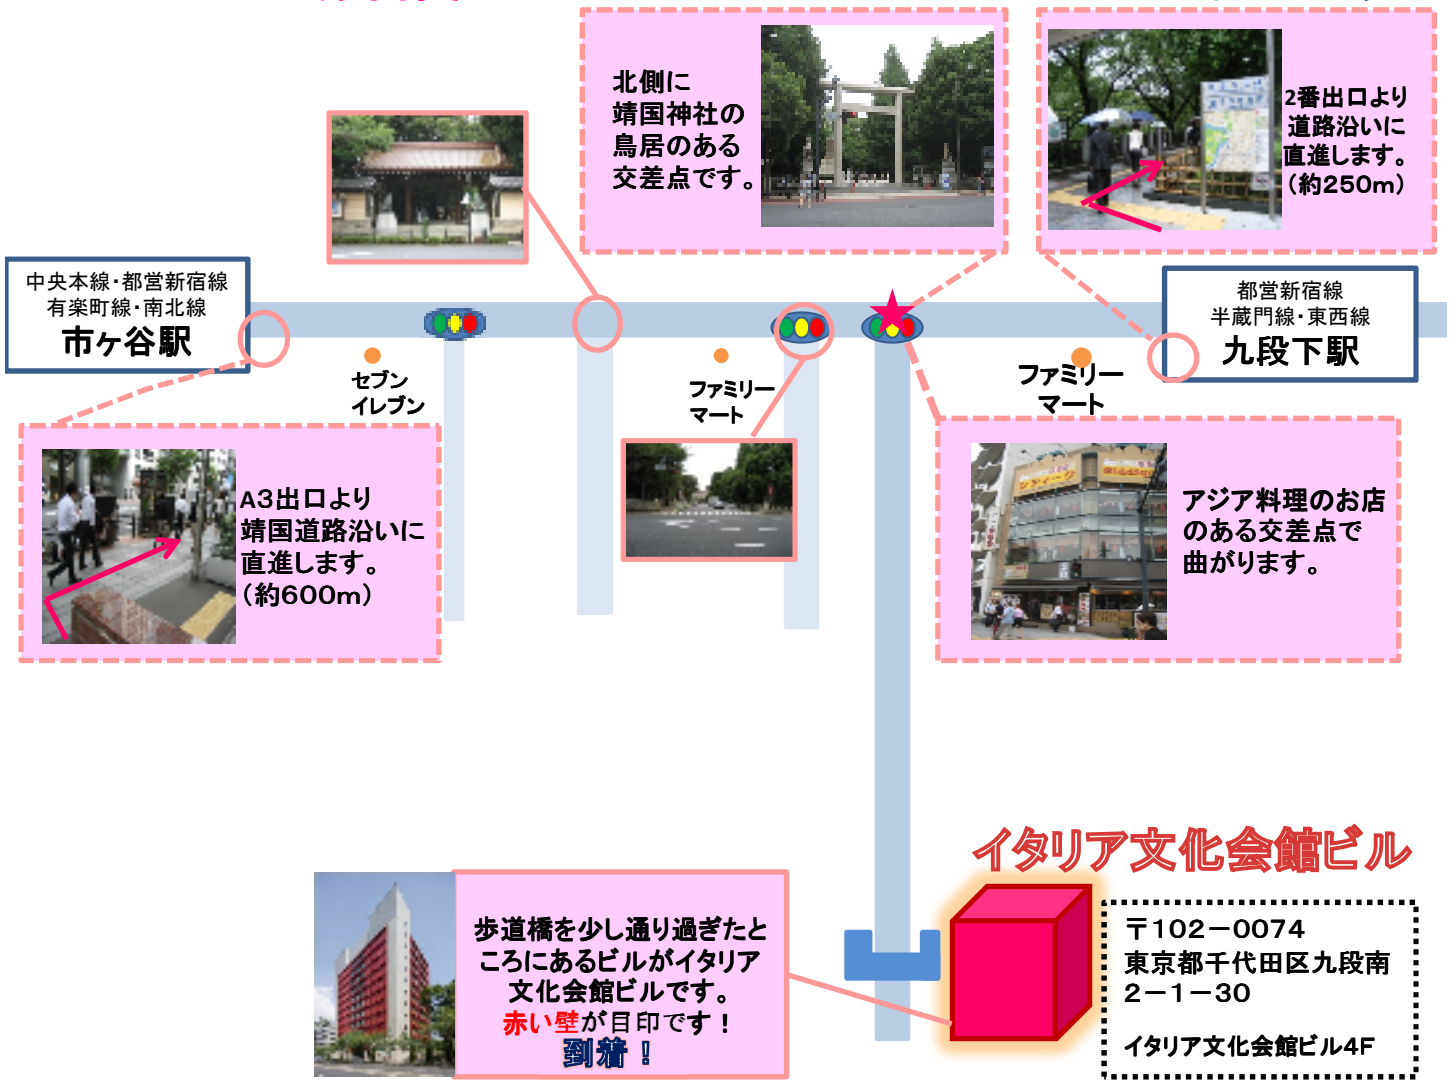 北側に
靖国神社の
鳥居のある
交差点です。
2番出口より
道路沿いに
直進します。
（約250m）
中央本線・都営新宿線
有楽町線・南北線
市ヶ谷駅
都営新宿線
半蔵門線・東西線
九段下駅
セブン
イレブン
ファミリー
マート
ファミリー
マート
A3出口より
靖国道路沿いに
直進します。
（約600m）
アジア料理のお店
のある交差点で
曲がります。
イタリア文化会館ビル
歩道橋を少し通り過ぎたと
ころにあるビルがイタリア
文化会館ビルです。
赤い壁が目印です！
到着！
〒102－0074
東京都千代田区九段南
2－1－30
イタリア文化会館ビル4F